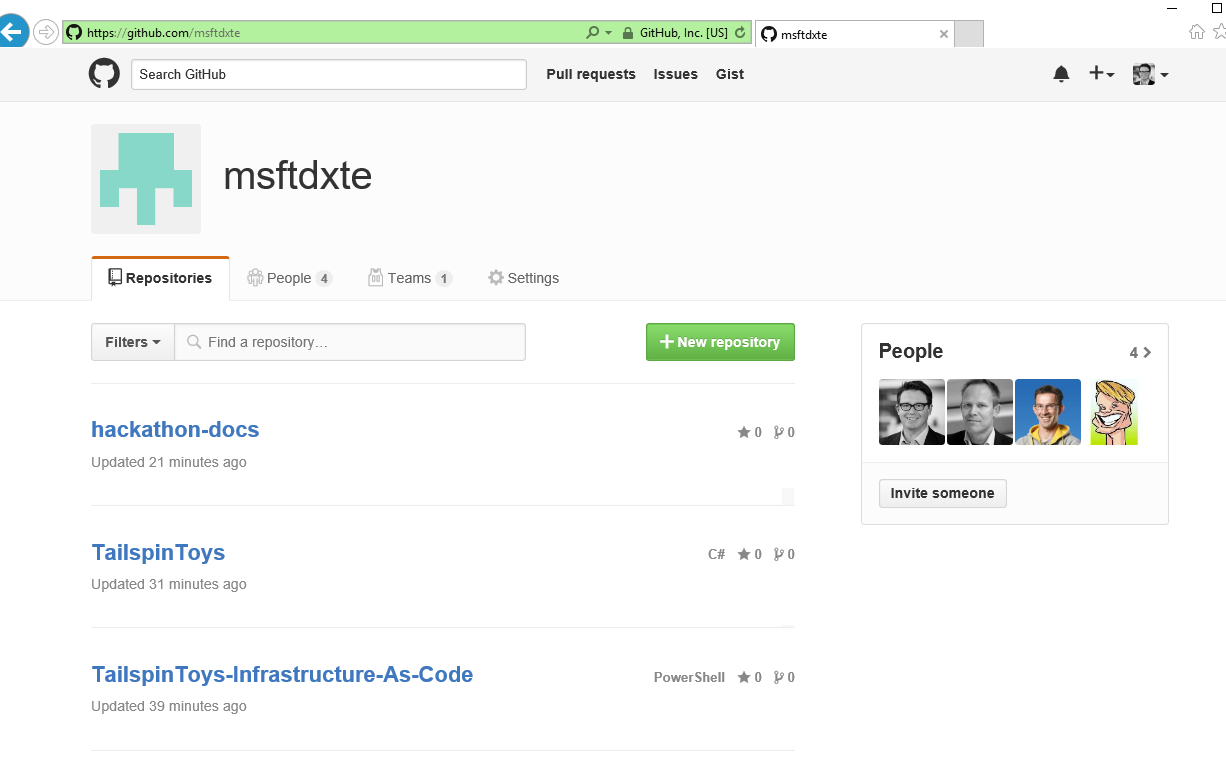 https://github.com/msftdxte GitHub, Inc. [US] msftdxte
Search GitHub Pull requests Issues Gist
msftdxte
Repositories People 4 Teams 1 Settings
Filters Find a repository... New repository
People 4
hackathon-docs 0 0
Updated 21 minutes ago
Invite someone
TailspinToys C# 0 0
Updated 31 minutes ago
TailspinToys-Infrastructure-As-Code PowerShell 0 0
Updated 39 minutes ago